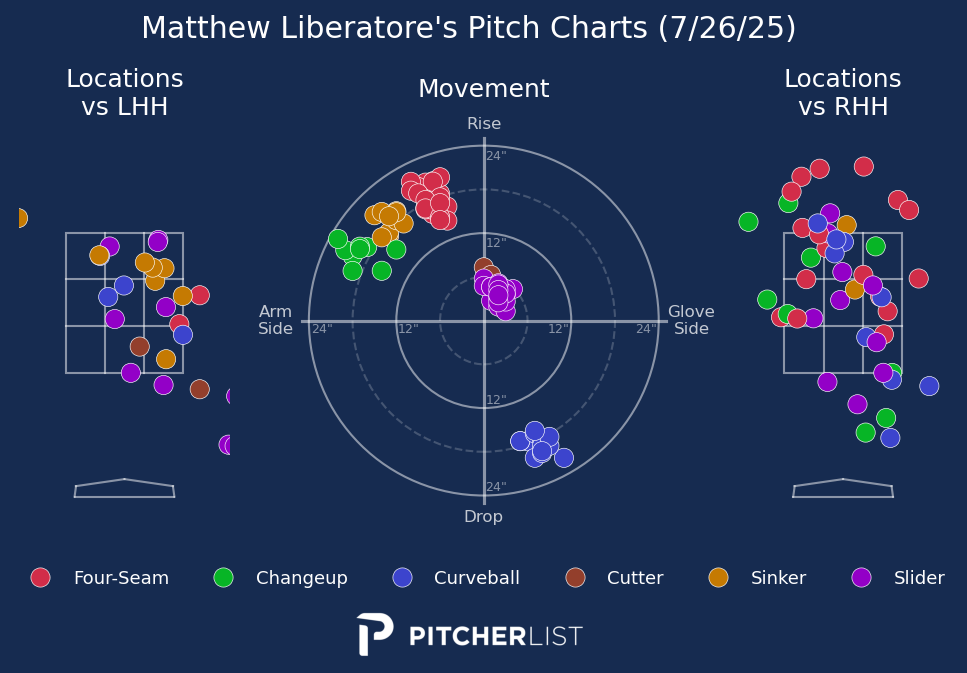 Matthew Liberatore's Pitch Charts (7/26/25)
Locations
vs LHH
Movement
Locations
vs RHH
Rise
24"
12"
Arm
Side
24"
12"
12"
24"
Glove
Side
12"
24"
Drop
Four-Seam
Changeup
Curveball
Cutter
Sinker
Slider
PITCHERLIST